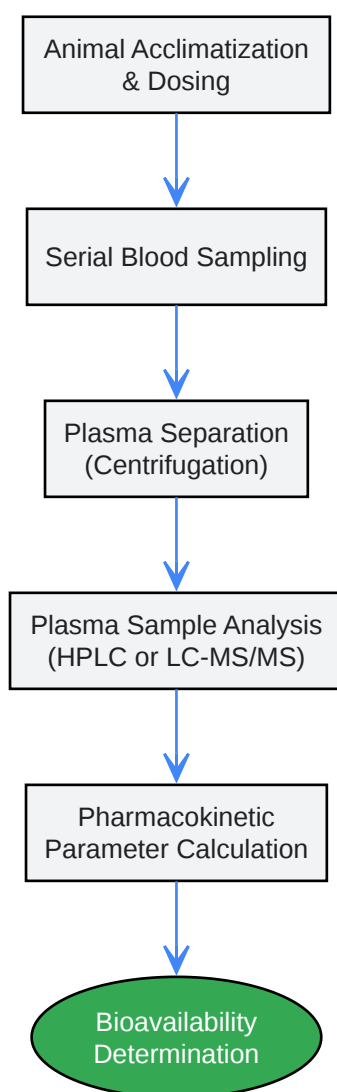 Animal Acclimatization
& Dosing
Serial Blood Sampling
Plasma Separation
(Centrifugation)
Plasma Sample Analysis
(HPLC or LC-MS/MS)
Pharmacokinetic
Parameter Calculation
Bioavailability
Determination